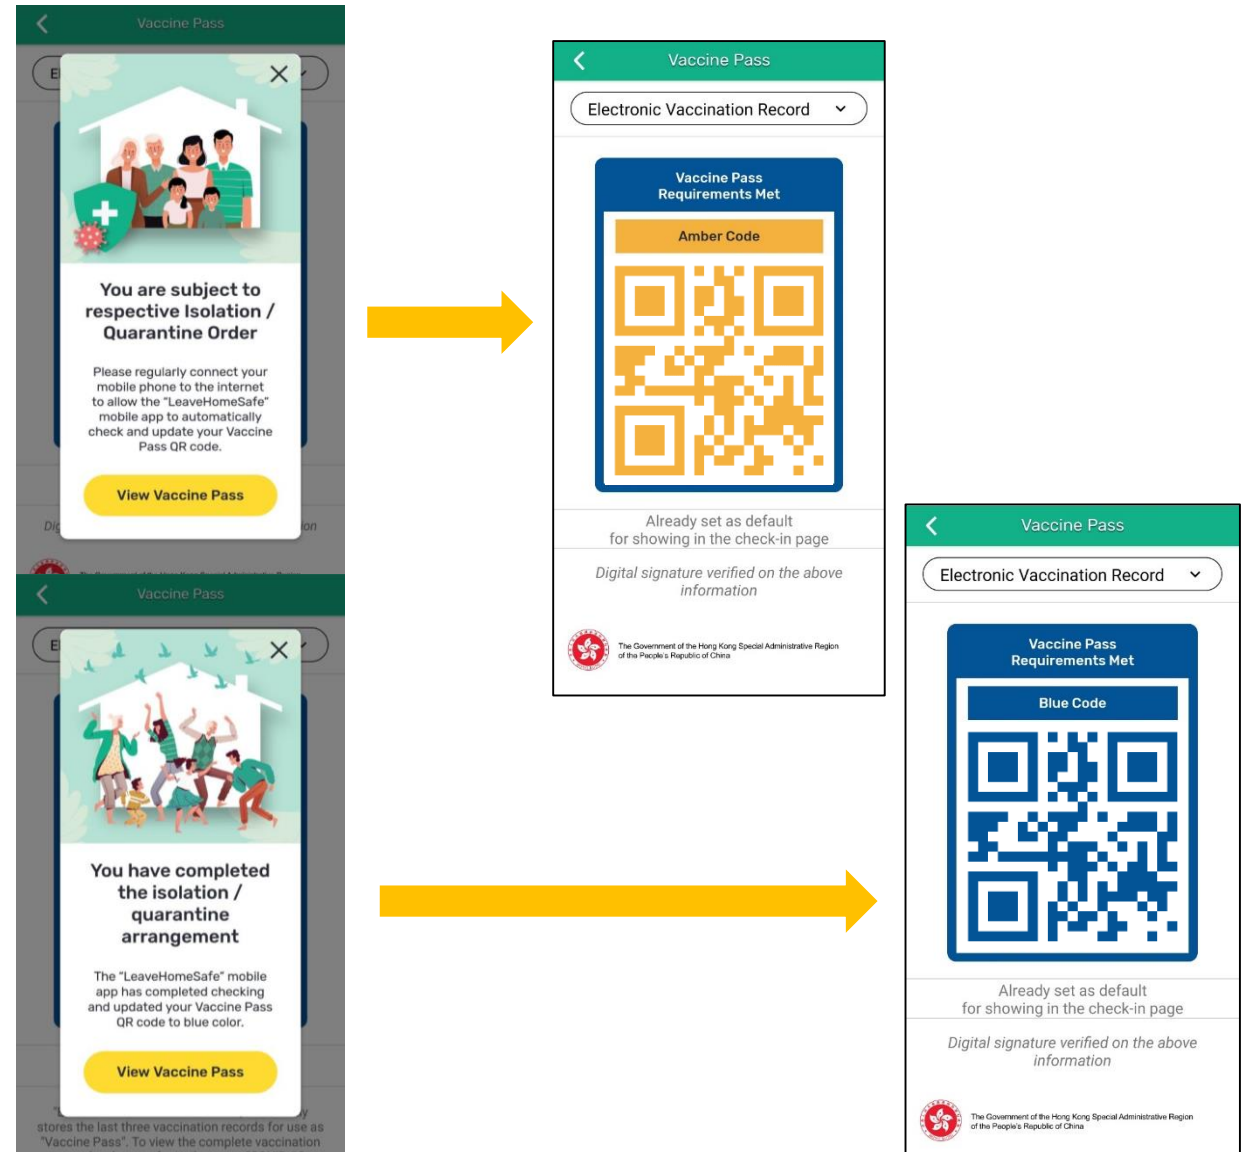 Vaccine Pass
E
You are subject to
respective Isolation /
Quarantine Order
Please regularly connect your
mobile phone to the internet
to allow the "LeaveHomeSafe"
mobile app to automatically
check and update your Vaccine
Pass QR code.
View Vaccine Pass
Vaccine Pass
Electronic Vaccination Record
Vaccine Pass
Requirements Met
Amber Code
Already set as default
for showing in the check-in page
Digital signature verified on the above
information
The Government of the Hong Kong Special Administrative Region
of the People's Republic of China
Vaccine Pass
E
You have completed
the isolation /
quarantine
arrangement
The "LeaveHomeSafe" mobile
app has completed checking
and updated your Vaccine Pass
QR code to blue color.
View Vaccine Pass
stores the last three vaccination records for use as
"Vaccine Pass". To view the complete vaccination
Vaccine Pass
Electronic Vaccination Record
Vaccine Pass
Requirements Met
Blue Code
Already set as default
for showing in the check-in page
Digital signature verified on the above
information
The Government of the Hong Kong Special Administrative Region
of the People's Republic of China